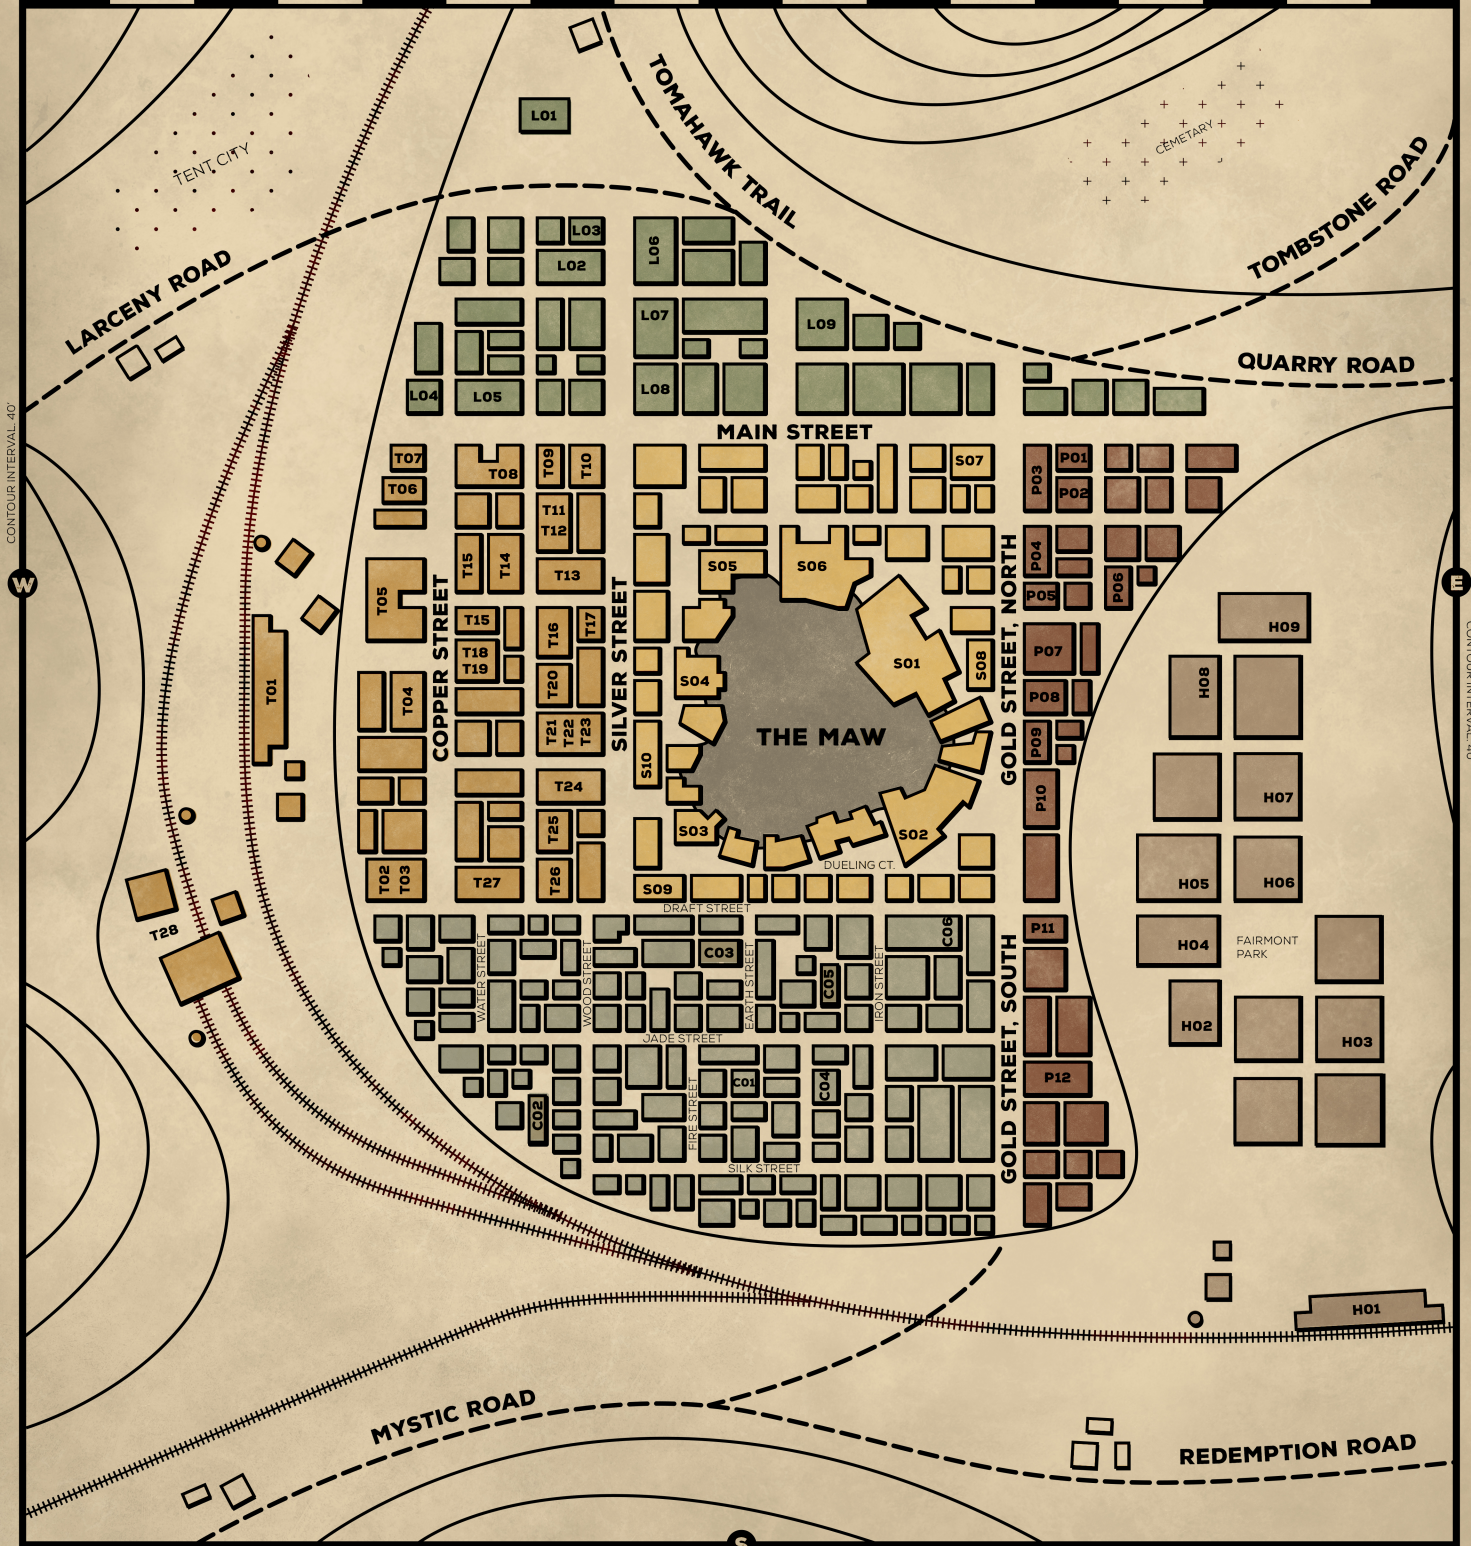 TOMAHAWK TRAIL
L01
TENT CITY
CEMETARY
TOMBSTONE ROAD
LARCENY ROAD
L03
L06
L02
L07
L09
QUARRY ROAD
L04
L05
L08
CONTOUR INTERVAL 40'
MAIN STREET
T07
T08
T09
T10
S07
P03
P01
T06
P02
T11
T12
T15
T14
T13
S05
S06
P04
P05
P06
W
E
T05
COPPER STREET
SILVER STREET
GOLD STREET, NORTH
T15
T16
T17
T18
T19
S01
S08
P07
H09
T01
T04
T20
S04
P08
H08
T21
T22
T23
S10
THE MAW
P09
CONTOUR INTERVAL 40'
T24
P10
H07
T25
S03
S02
DUELING CT.
T02
T03
T27
T26
S09
H05
H06
DRAFT STREET
T28
C06
P11
WATER STREET
WOOD STREET
C03
EARTH STREET
C05
IRON STREET
H04
FAIRMONT
PARK
GOLD STREET, SOUTH
JADE STREET
H02
H03
C02
FIRE STREET
C01
C04
P12
SILK STREET
H01
MYSTIC ROAD
REDEMPTION ROAD
S